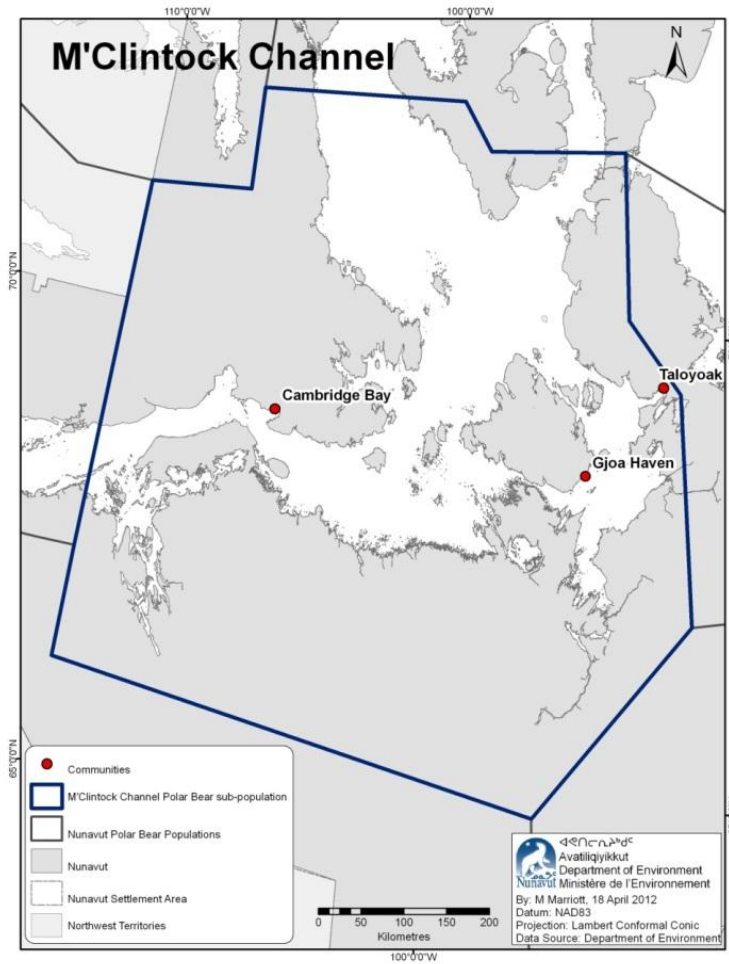 110°0'0"W
100°0'0"W
M'Clintock Channel
N
70°0'0"N
Taloyoak
Cambridge Bay
Gjoa Haven
65°0'0"N
Communities
M'Clintock Channel Polar Bear sub-population
Nunavut Polar Bear Populations
Nunavut
Nunavut Settlement Area
Northwest Territories
0 50 100 150 200
Kilometres
Nunavut
ᐊᕙᑎᓕᕆᔨᒃᑯᑦ
Avatiliqiyikkut
Department of Environment
Ministère de l'Environnement
By: M Marriott, 18 April 2012
Datum: NAD83
Projection: Lambert Conformal Conic
Data Source: Department of Environment
100°0'0"W